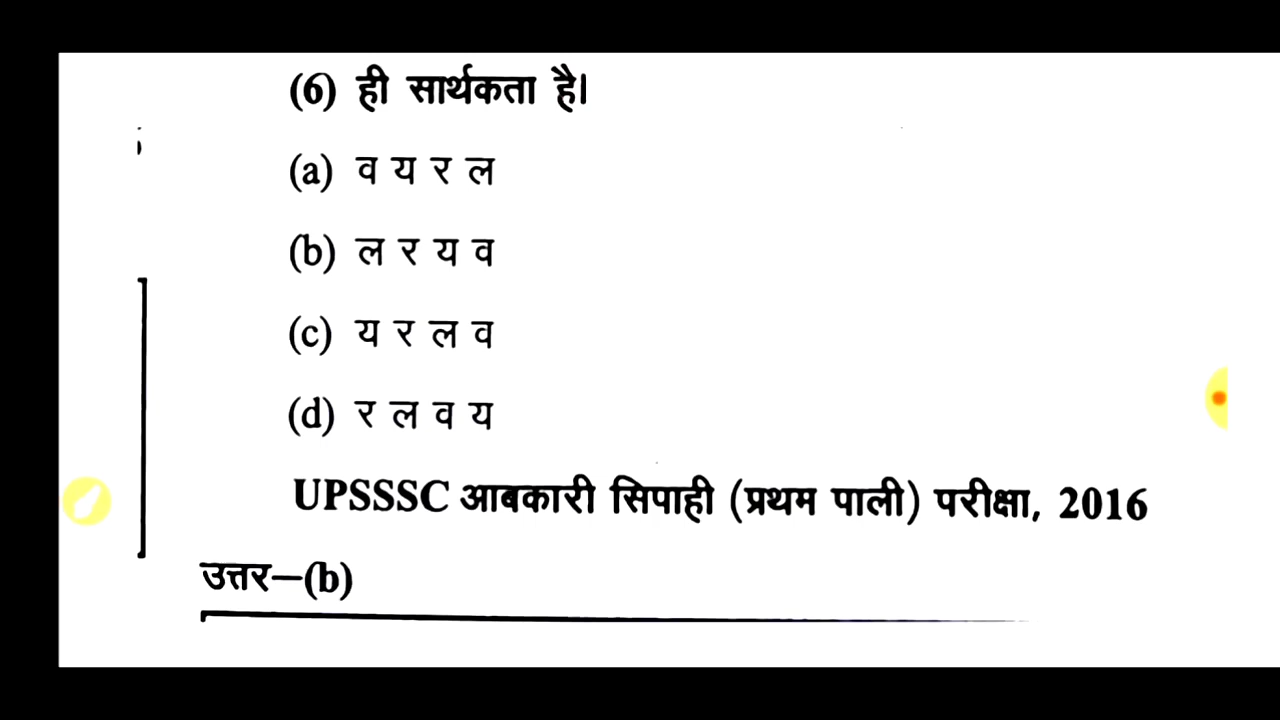 (6) ही सार्थकता है।
(a) व य र ल
(b) ल र य व
(c) य र ल व
(d) र ल व य
UPSSSC आबकारी सिपाही (प्रथम पाली) परीक्षा, 2016
उत्तर—(b)